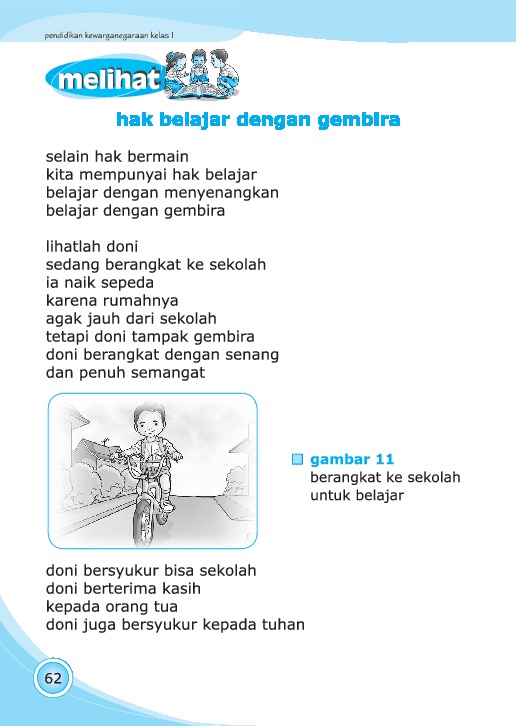 pendidikan kewarganegaraan kelas I
melihat
hak belajar dengan gembira
selain hak bermain
kita mempunyai hak belajar
belajar dengan menyenangkan
belajar dengan gembira
lihatlah doni
sedang berangkat ke sekolah
ia naik sepeda
karena rumahnya
agak jauh dari sekolah
tetapi doni tampak gembira
doni berangkat dengan senang
dan penuh semangat
gambar 11
berangkat ke sekolah
untuk belajar
doni bersyukur bisa sekolah
doni berterima kasih
kepada orang tua
doni juga bersyukur kepada tuhan
62